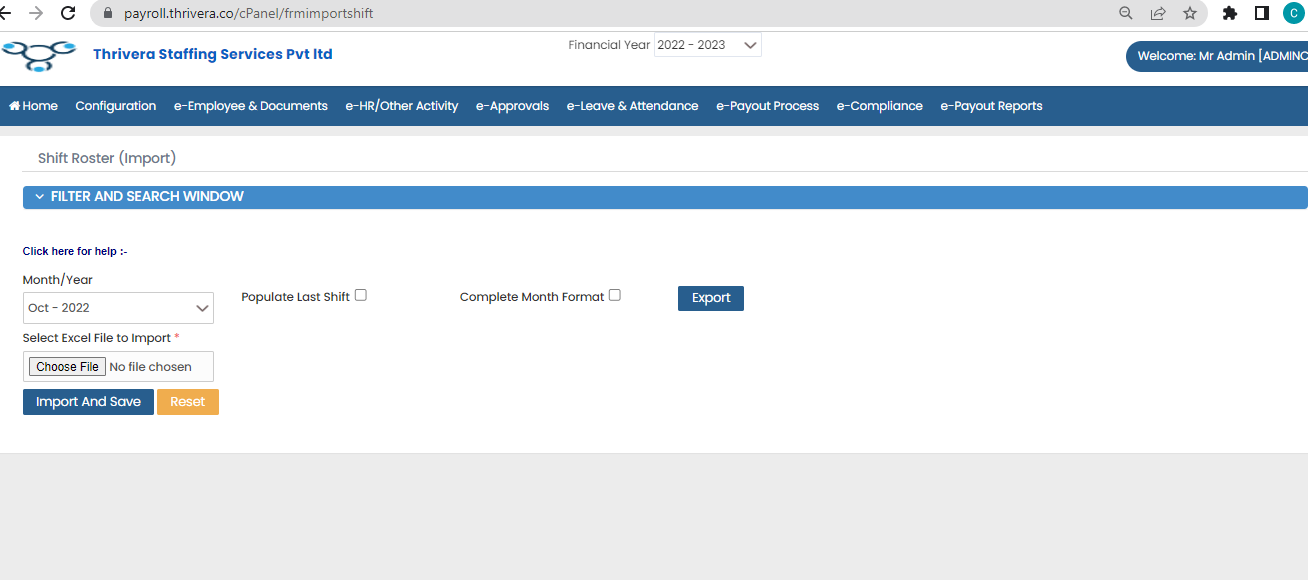 payroll.thrivera.co/cPanel/frmimportshift
C
Thrivera Staffing Services Pvt ltd
Financial Year 2022 - 2023
Welcome: Mr Admin [ADMINC
Home Configuration e-Employee & Documents e-HR/Other Activity e-Approvals e-Leave & Attendance e-Payout Process e-Compliance e-Payout Reports
Shift Roster (Import)
FILTER AND SEARCH WINDOW
Click here for help :-
Month/Year
Oct - 2022
Populate Last Shift
Complete Month Format
Export
Select Excel File to Import *
Choose File No file chosen
Import And Save Reset